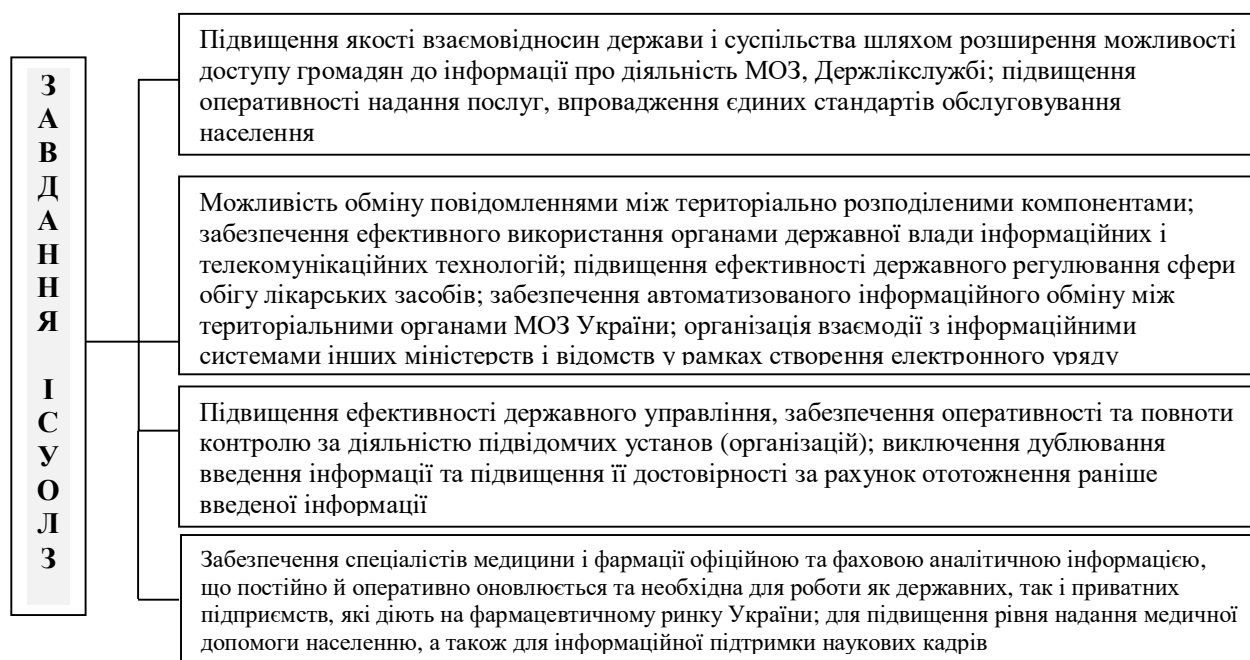 ЗАВДАННЯ ІСУОЛЗ
Підвищення якості взаємовідносин держави і суспільства шляхом розширення можливості
доступу громадян до інформації про діяльність МОЗ, Держлікслужбі; підвищення
оперативності надання послуг, впровадження єдиних стандартів обслуговування
населення
Можливість обміну повідомленнями між територіально розподіленими компонентами;
забезпечення ефективного використання органами державної влади інформаційних і
телекомунікаційних технологій; підвищення ефективності державного регулювання сфери
обігу лікарських засобів; забезпечення автоматизованого інформаційного обміну між
територіальними органами МОЗ України; організація взаємодії з інформаційними
системами інших міністерств і відомств у рамках створення електронного уряду
Підвищення ефективності державного управління, забезпечення оперативності та повноти
контролю за діяльністю підвідомчих установ (організацій); виключення дублювання
введення інформації та підвищення її достовірності за рахунок ототожнення раніше
введеної інформації
Забезпечення спеціалістів медицини і фармації офіційною та фаховою аналітичною інформацією,
що постійно й оперативно оновлюється та необхідна для роботи як державних, так і приватних
підприємств, які діють на фармацевтичному ринку України; для підвищення рівня надання медичної
допомоги населенню, а також для інформаційної підтримки наукових кадрів